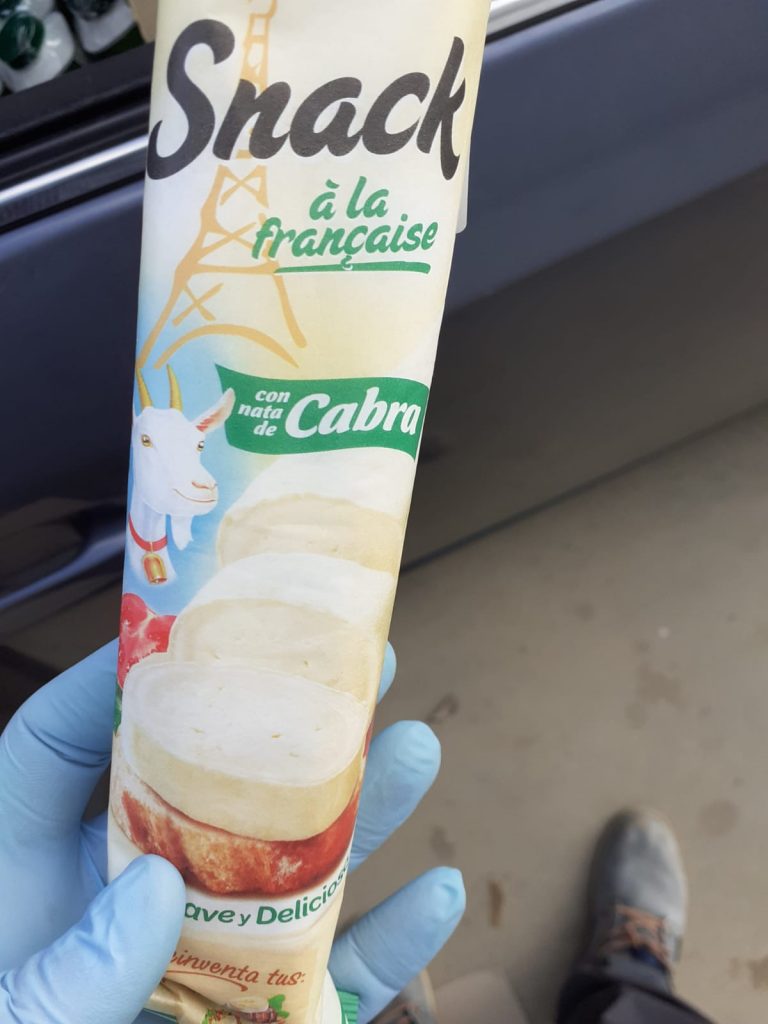 Snack
à la
française
con
nata
de
Cabra
ave y Delicios
inventa tus: